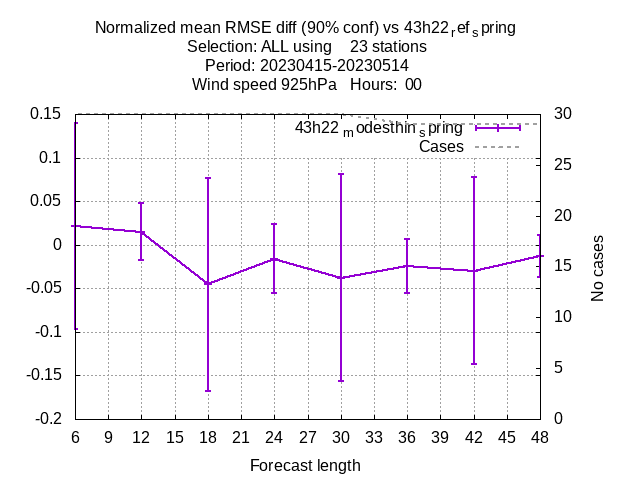 Normalized mean RMSE diff (90% conf) vs 43h22refspring
Selection: ALL using 23 stations
Period: 20230415-20230514
Wind speed 925hPa Hours: 00
43h22modesthinspring
Cases
0.15
0.1
0.05
0
-0.05
-0.1
-0.15
-0.2
30
25
20
15
10
5
0
No cases
6 9 12 15 18 21 24 27 30 33 36 39 42 45 48
Forecast length